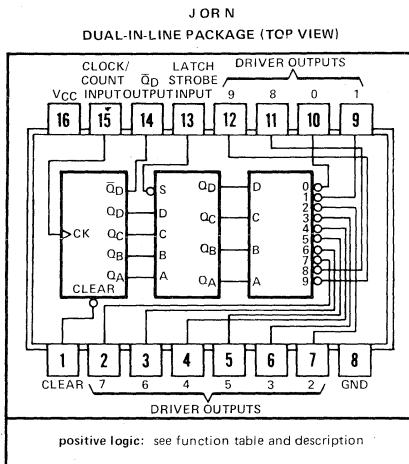 J OR N
DUAL-IN-LINE PACKAGE (TOP VIEW)
DRIVER OUTPUTS
CLOCK/ LATCH
COUNT Q̅D STROBE
VCC INPUT OUTPUT INPUT 9 8 0 1
16 15 14 13 12 11 10 9
Q̅D S QD D 0
1
QD D 2
CK QC C QC C 3
4
5
QB B QB B 6
7
QA A QA A 8
CLEAR 9
1 2 3 4 5 6 7 8
CLEAR 7 6 4 5 3 2 GND
DRIVER OUTPUTS
positive logic: see function table and description